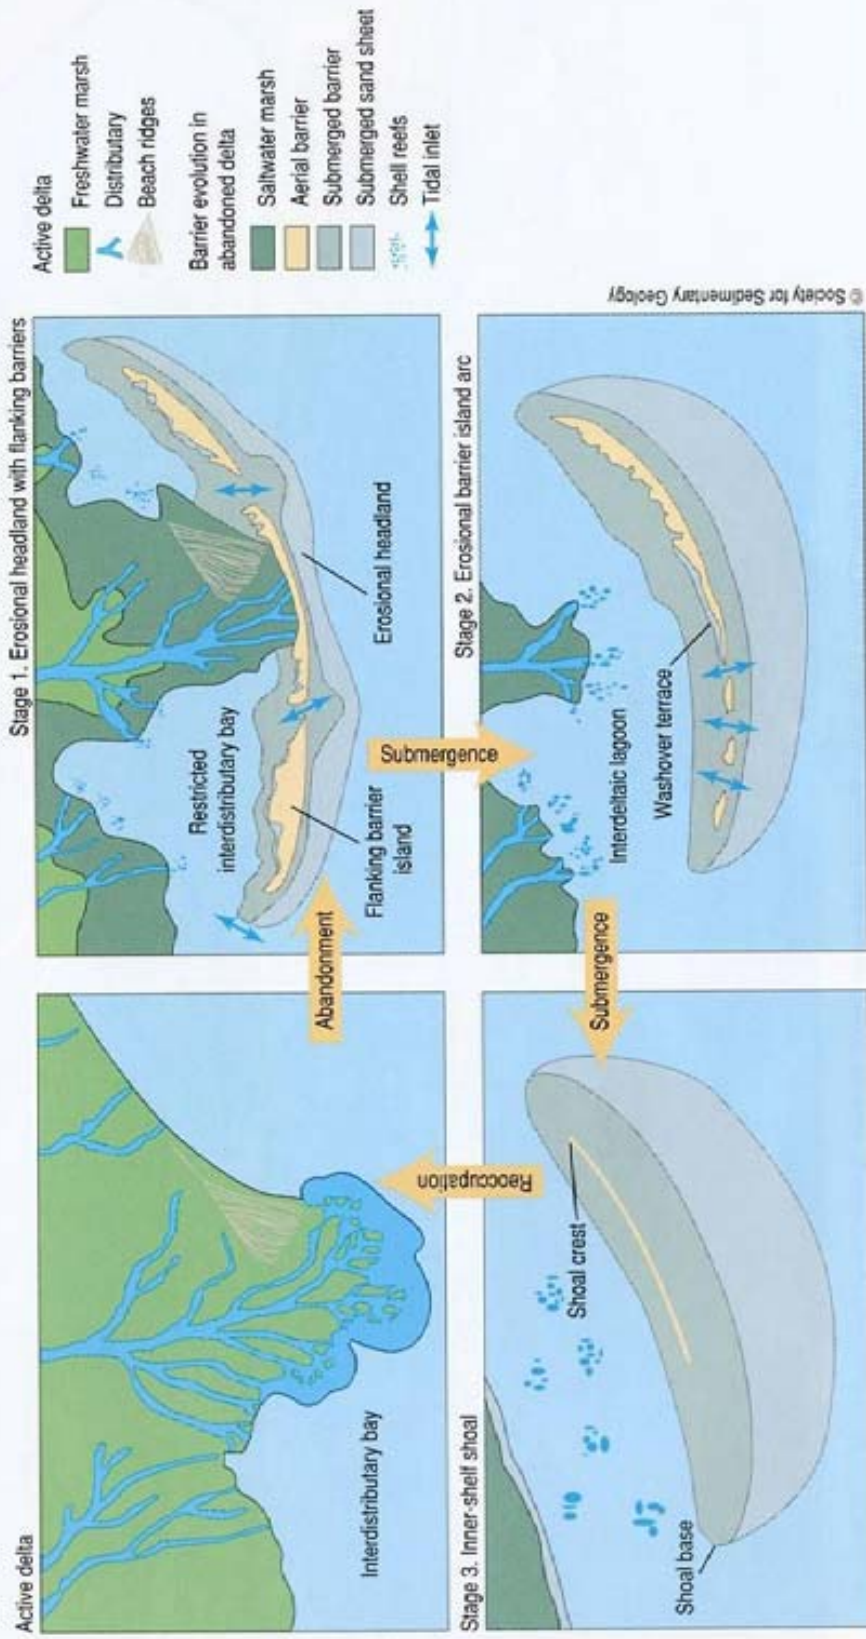 Active delta
Interdistributary bay
Abandonment
Stage 1. Erosional headland with flanking barriers
Restricted
interdistributary bay
Flanking barrier
island
Erosional headland
Submergence
Active delta
Freshwater marsh
Distributary
Beach ridges
Barrier evolution in
abandoned delta
Saltwater marsh
Aerial barrier
Submerged barrier
Submerged sand sheet
Shell reefs
Tidal inlet
Reoccupation
Stage 3. Inner-shelf shoal
Shoal crest
Shoal base
Submergence
Stage 2. Erosional barrier island arc
Interdeltaic lagoon
Washover terrace
© Society for Sedimentary Geology